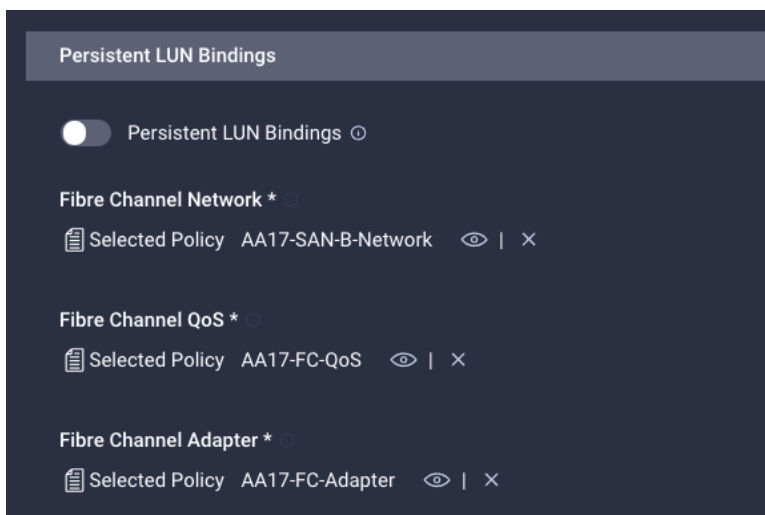 Persistent LUN Bindings
Persistent LUN Bindings
Fibre Channel Network *
Selected Policy AA17-SAN-B-Network |
Fibre Channel QoS *
Selected Policy AA17-FC-QoS |
Fibre Channel Adapter *
Selected Policy AA17-FC-Adapter |